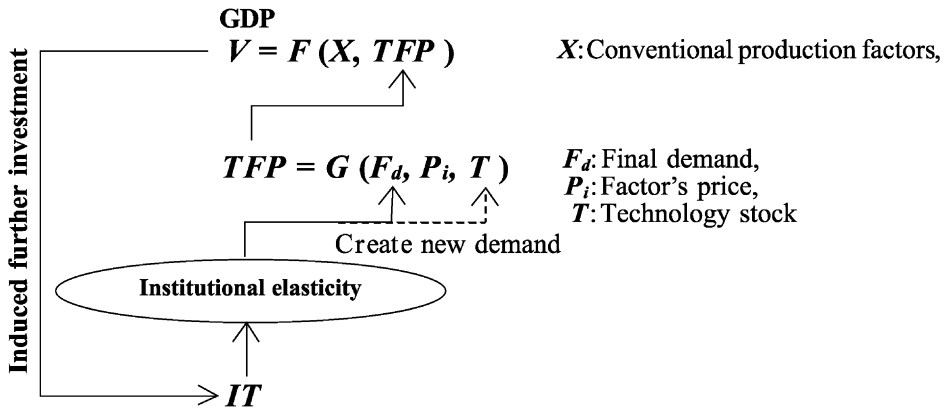 GDP
V = F (X, TFP )
X: Conventional production factors,
Induced further investment
TFP = G (Fd, Pi, T )
Fd: Final demand,
Pi: Factor's price,
T: Technology stock
Create new demand
Institutional elasticity
IT